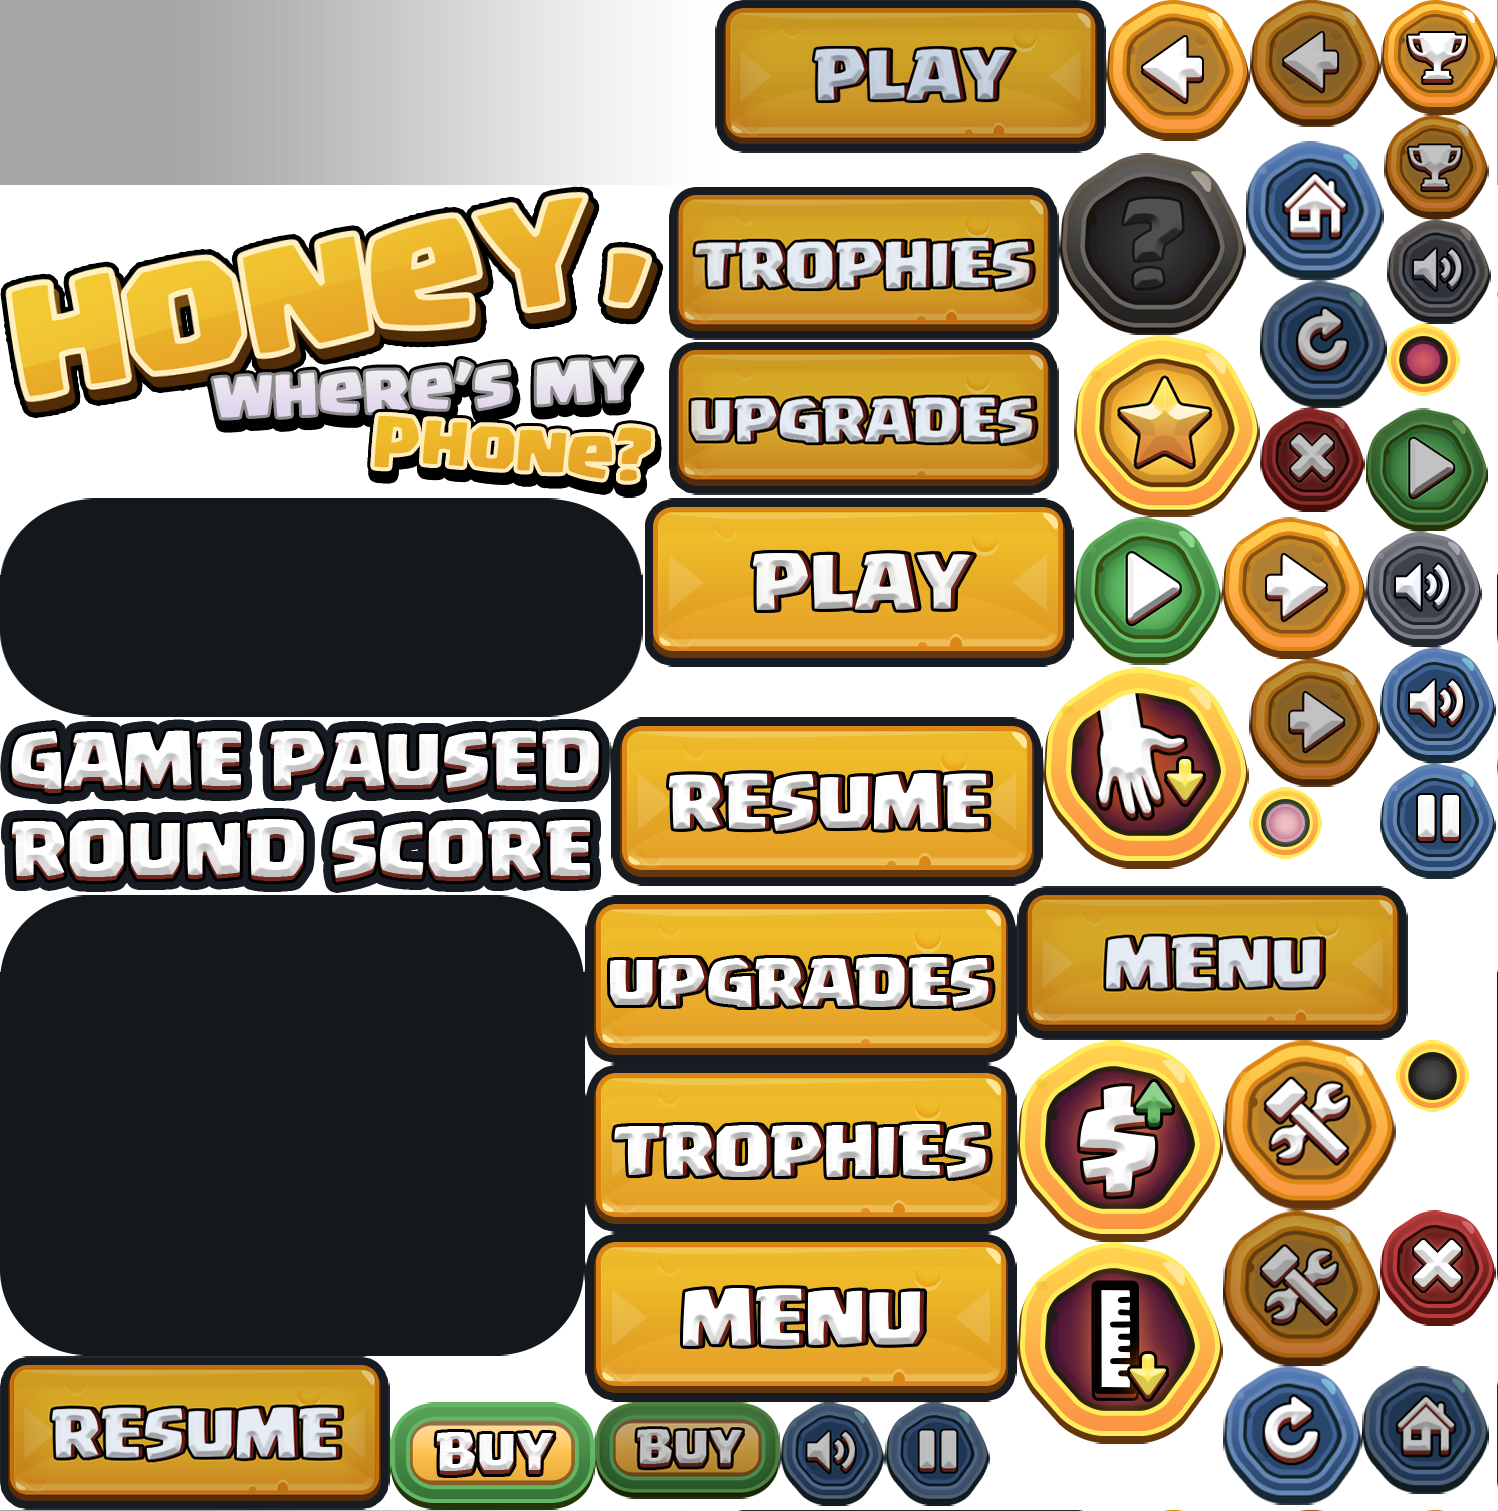 PLAY
HONEY,
WHERE'S MY
PHONE?
TROPHIES
?
UPGRADES
PLAY
GAME PAUSED
ROUND SCORE
RESUME
UPGRADES
MENU
TROPHIES
$
MENU
RESUME
BUY
BUY